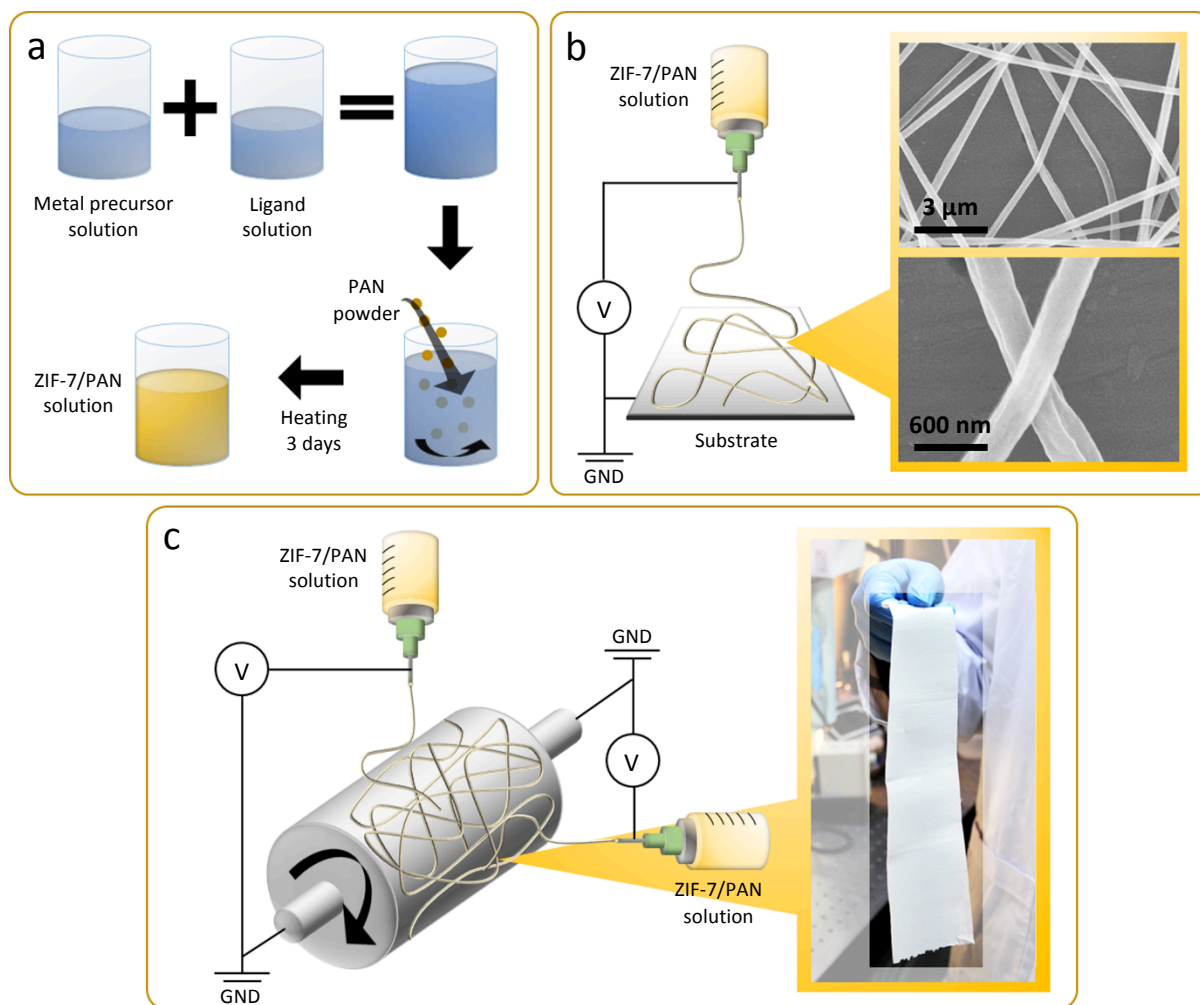 a
Metal precursor
solution
Ligand
solution
PAN
powder
ZIF-7/PAN
solution
Heating
3 days
b
ZIF-7/PAN
solution
V
Substrate
GND
3 μm
600 nm
c
ZIF-7/PAN
solution
V
GND
GND
V
ZIF-7/PAN
solution